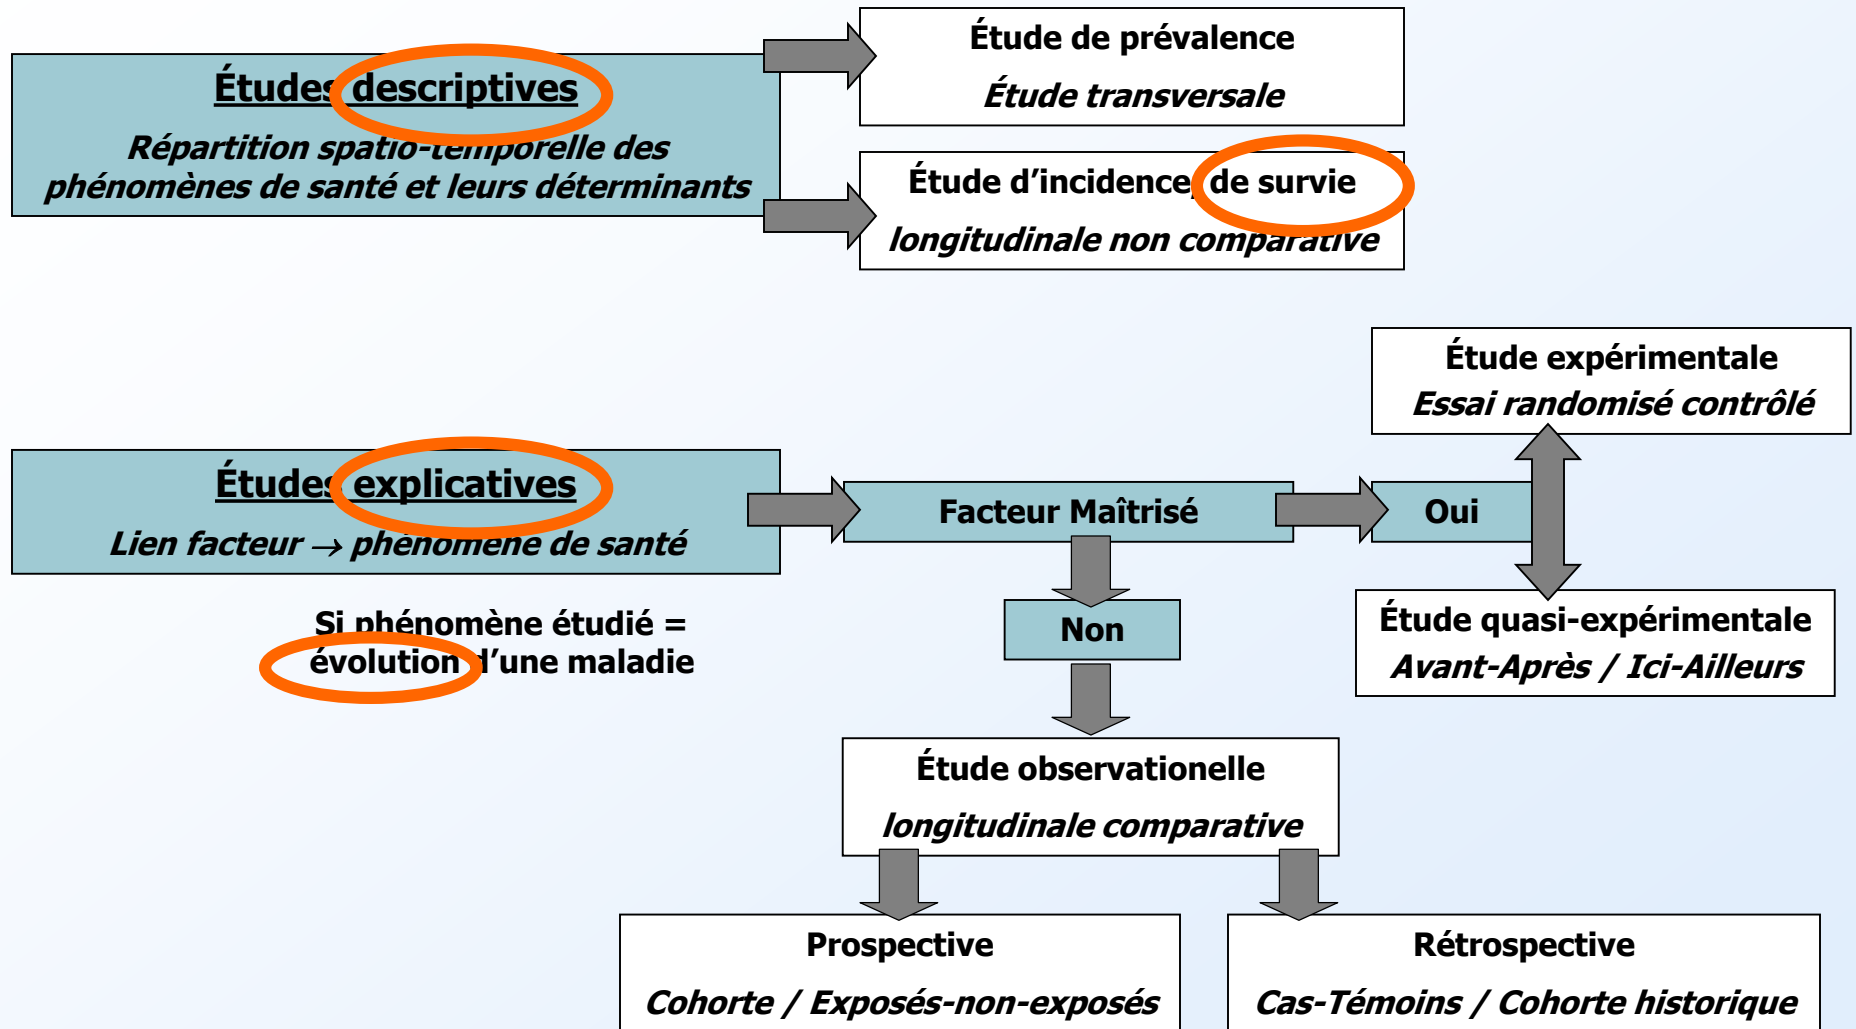 Études descriptives
Répartition spatio-temporelle des
phénomènes de santé et leurs déterminants
Étude de prévalence
Étude transversale
Étude d’incidence, de survie
longitudinale non comparative
Études explicatives
Lien facteur → phénomène de santé
Si phénomène étudié =
évolution d’une maladie
Facteur Maîtrisé
Oui
Étude expérimentale
Essai randomisé contrôlé
Étude quasi-expérimentale
Avant-Après / Ici-Ailleurs
Non
Étude observationelle
longitudinale comparative
Prospective
Cohorte / Exposés-non-exposés
Rétrospective
Cas-Témoins / Cohorte historique